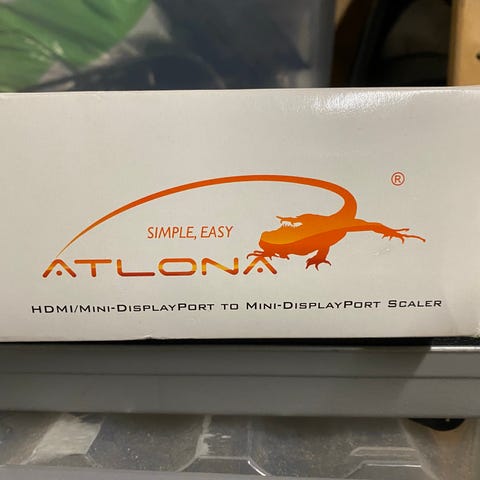 ®
SIMPLE, EASY
ATLONA
HDMI/Mini-DisplayPort to Mini-DisplayPort Scaler